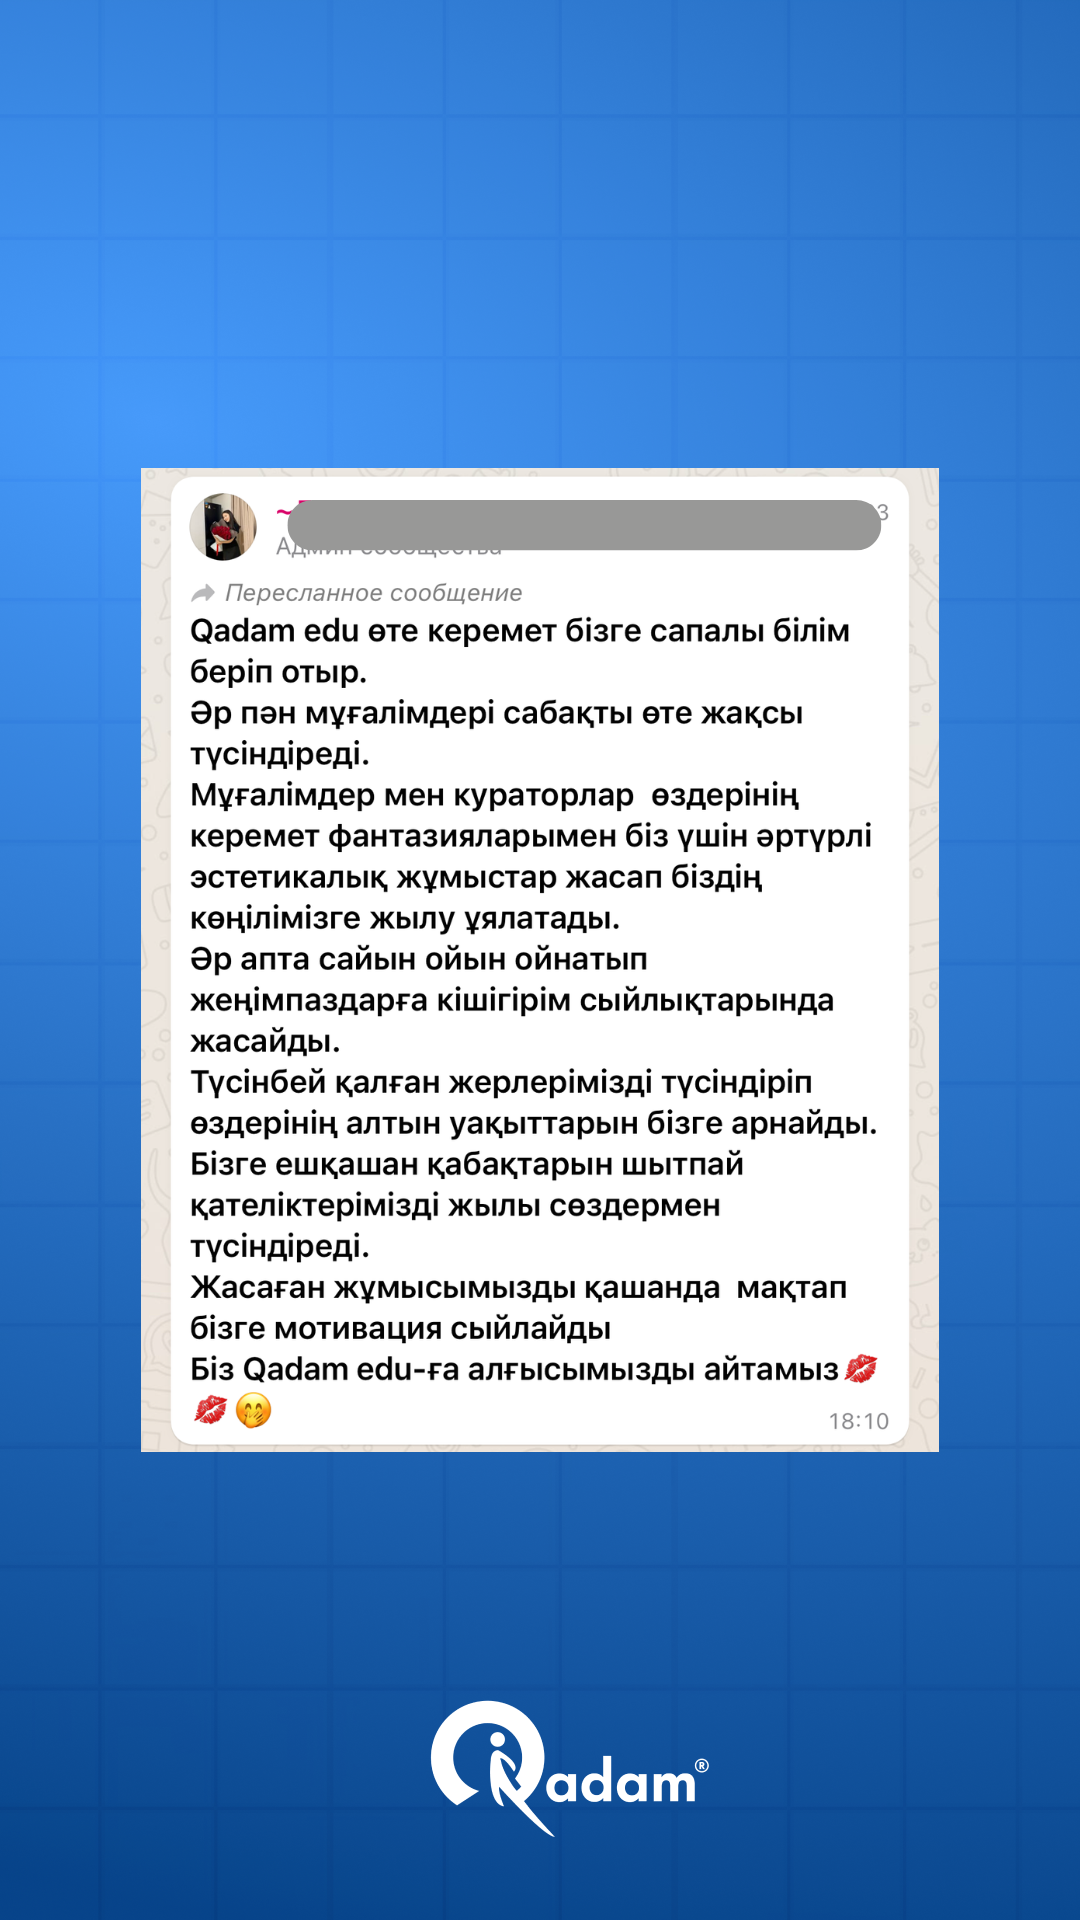 Пересланное сообщение
Qadam edu өте керемет бізге сапалы білім
беріп отыр.
Әр пән мұғалімдері сабақты өте жақсы
түсіндіреді.
Мұғалімдер мен кураторлар  өздерінің
керемет фантазияларымен біз үшін әртүрлі
эстетикалық жұмыстар жасап біздің
көңілімізге жылу ұялатады.
Әр апта сайын ойын ойнатып
жеңімпаздарға кішігірім сыйлықтарында
жасайды.
Түсінбей қалған жерлерімізді түсіндіріп
өздерінің алтын уақыттарын бізге арнайды.
Бізге ешқашан қабақтарын шытпай
қателіктерімізді жылы сөздермен
түсіндіреді.
Жасаған жұмысымызды қашанда  мақтап
бізге мотивация сыйлайды
Біз Qadam edu-ға алғысымызды айтамыз💋
💋🤭
18:10
Qadam®